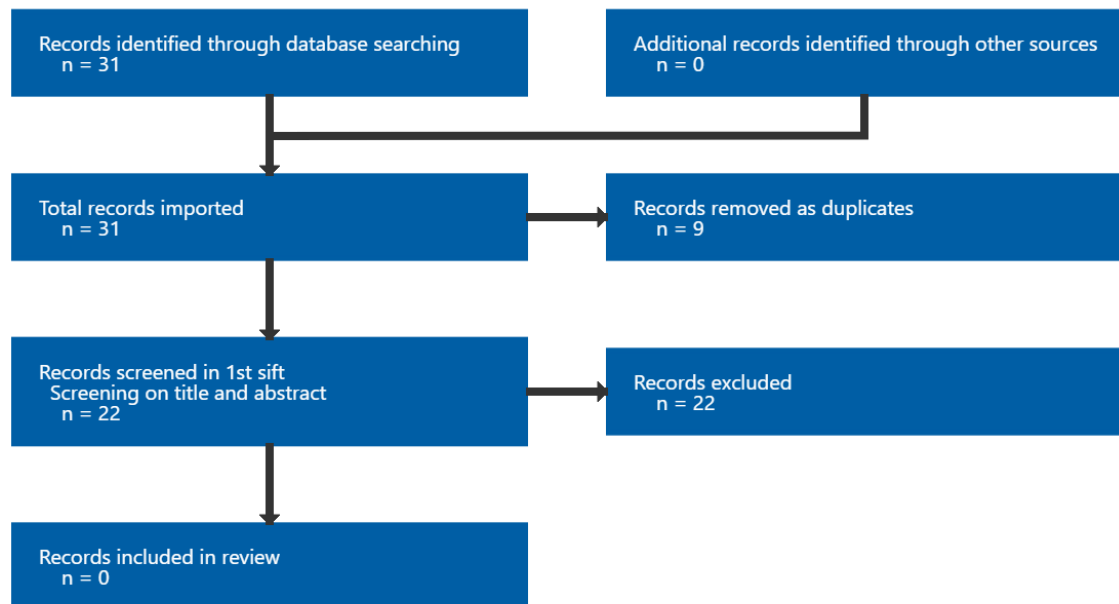 Records identified through database searching
n = 31
Additional records identified through other sources
n = 0
Total records imported
n = 31
Records removed as duplicates
n = 9
Records screened in 1st sift
Screening on title and abstract
n = 22
Records excluded
n = 22
Records included in review
n = 0